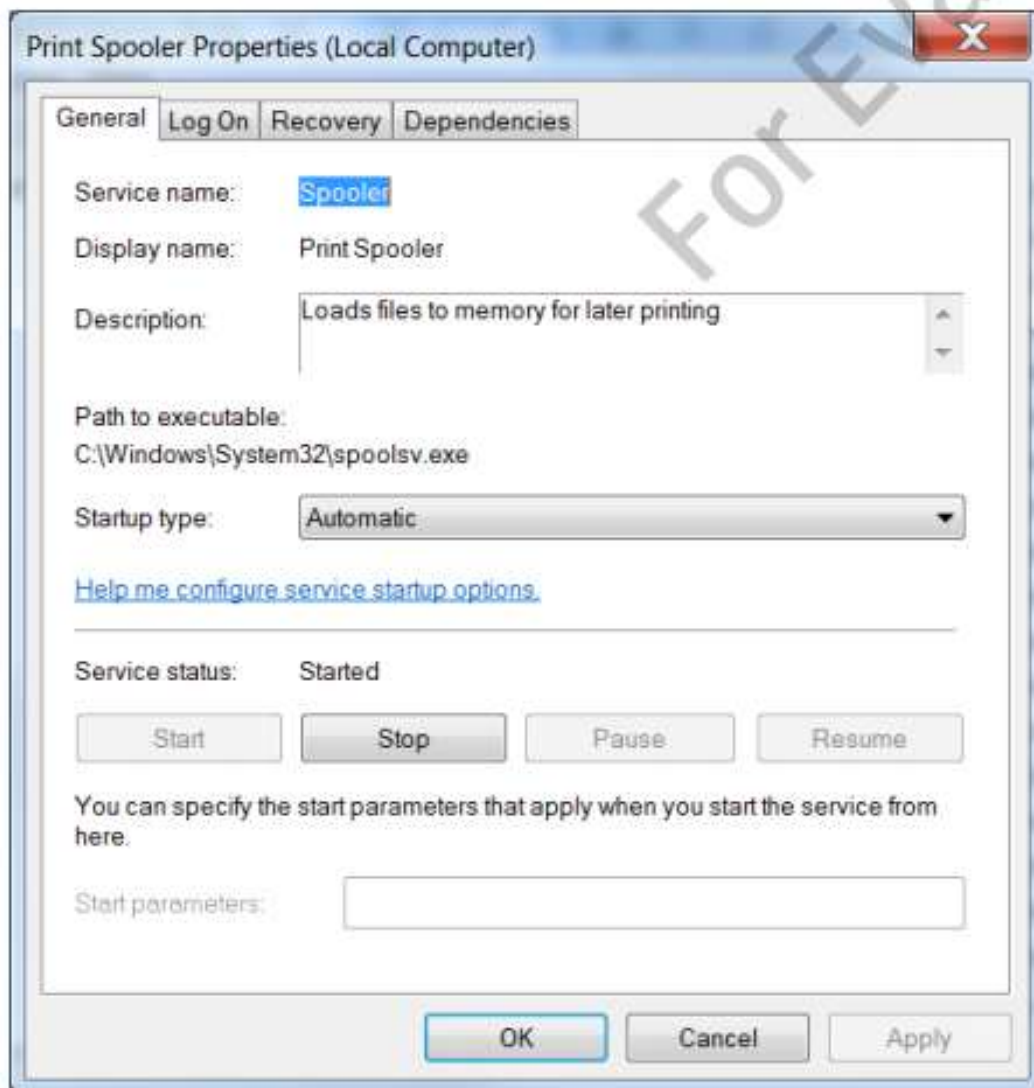 For Eva
Print Spooler Properties (Local Computer)
X
General Log On Recovery Dependencies
Service name: Spooler
Display name: Print Spooler
Description: Loads files to memory for later printing
Path to executable:
C:\Windows\System32\spoolsv.exe
Startup type: Automatic
Help me configure service startup options.
Service status: Started
Start Stop Pause Resume
You can specify the start parameters that apply when you start the service from
here.
Start parameters:
OK Cancel Apply